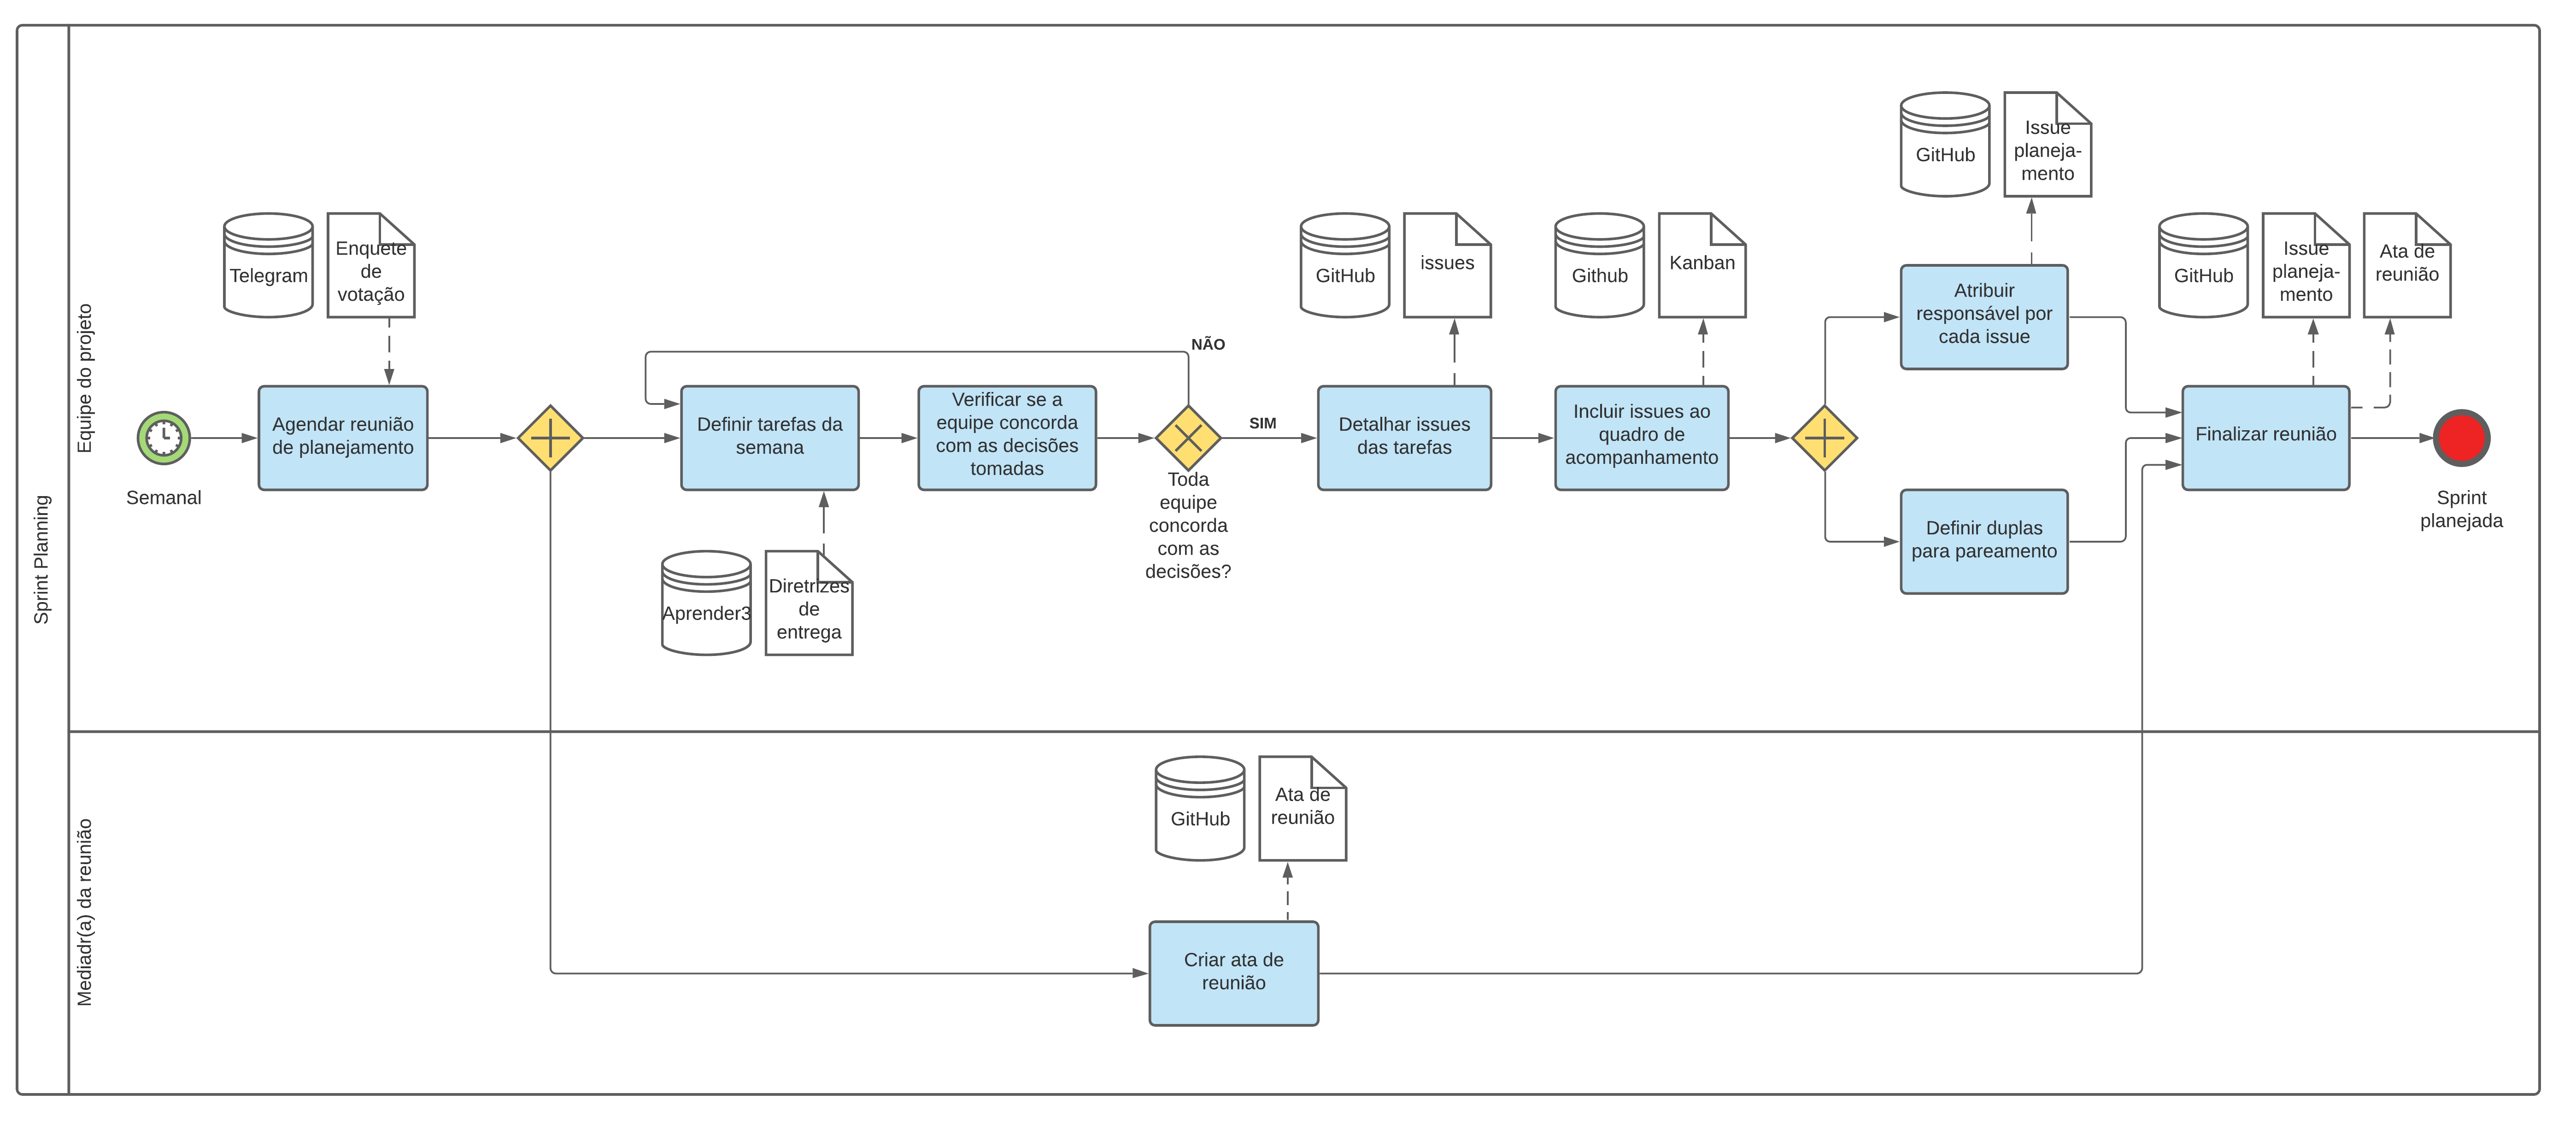 Sprint Planning
Equipe do projeto
Semanal
Telegram
Enquete
de
votação
Agendar reunião
de planejamento
Definir tarefas da
semana
Aprender3
Diretrizes
de
entrega
Verificar se a
equipe concorda
com as decisões
tomadas
NÃO
SIM
Toda
equipe
concorda
com as
decisões?
GitHub
issues
Detalhar issues
das tarefas
Github
Kanban
Incluir issues ao
quadro de
acompanhamento
GitHub
Issue
planeja-
mento
Atribuir
responsável por
cada issue
Definir duplas
para pareamento
GitHub
Issue
planeja-
mento
Ata de
reunião
Finalizar reunião
Sprint
planejada
Mediadr(a) da reunião
GitHub
Ata de
reunião
Criar ata de
reunião